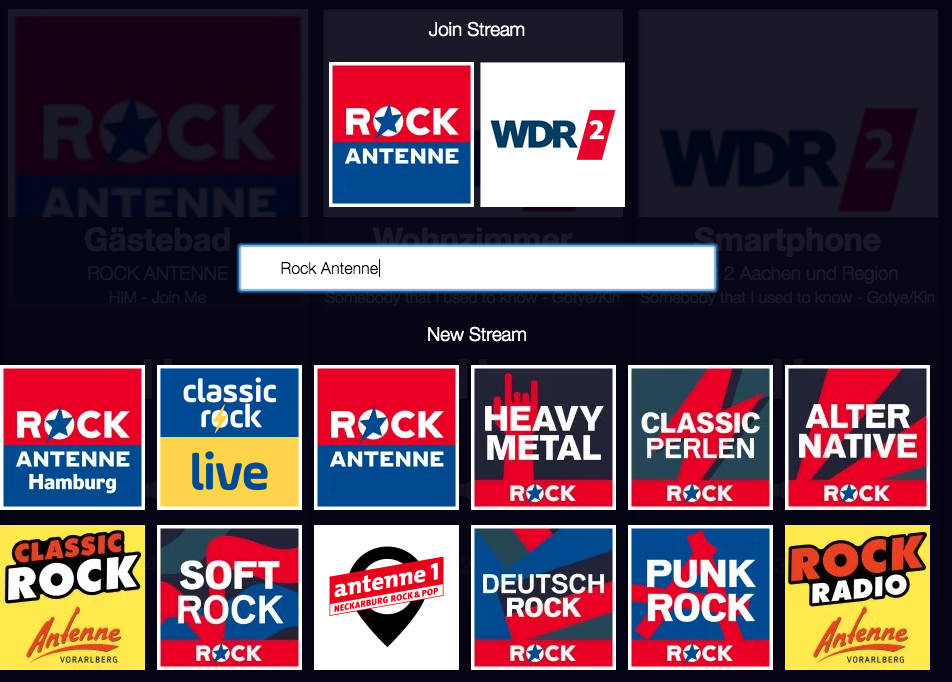 Join Stream
ROCK
ANTENNE
WDR 2
ROCK
ANTENNE
WDR 2
Gästebad
Wohnzimmer
Smartphone
ROCK ANTENNE
2 Aachen und Region
HIM - Join Me
Somebody that I used to know - Gotye/Kim
Somebody that I used to know - Gotye/Kim
Rock Antenne
New Stream
ROCK
ANTENNE
Hamburg
classic
rock
live
ROCK
ANTENNE
HEAVY
METAL
ROCK
CLASSIC
PERLEN
ROCK
ALTER
NATIVE
ROCK
CLASSIC
ROCK
Antenne
VORARLBERG
SOFT
ROCK
ROCK
antenne 1
NECKARBURG ROCK & POP
DEUTSCH
ROCK
ROCK
PUNK
ROCK
ROCK
ROCK
RADIO
Antenne
VORARLBERG